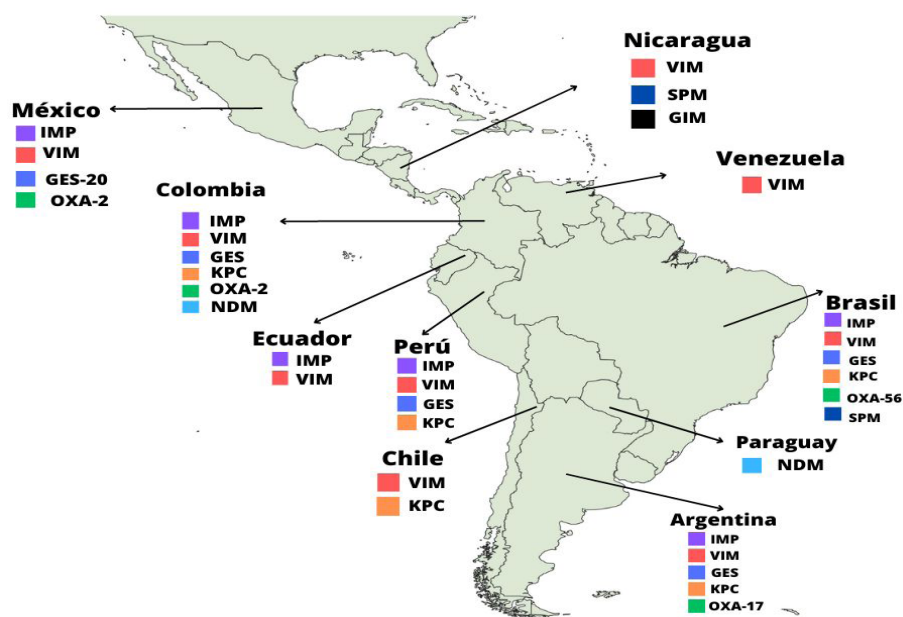 Nicaragua
VIM
SPM
GIM
México
IMP
VIM
GES-20
OXA-2
Venezuela
VIM
Colombia
IMP
VIM
GES
KPC
OXA-2
NDM
Ecuador
IMP
VIM
Perú
IMP
VIM
GES
KPC
Brasil
IMP
VIM
GES
KPC
OXA-56
SPM
Chile
VIM
KPC
Paraguay
NDM
Argentina
IMP
VIM
GES
KPC
OXA-17